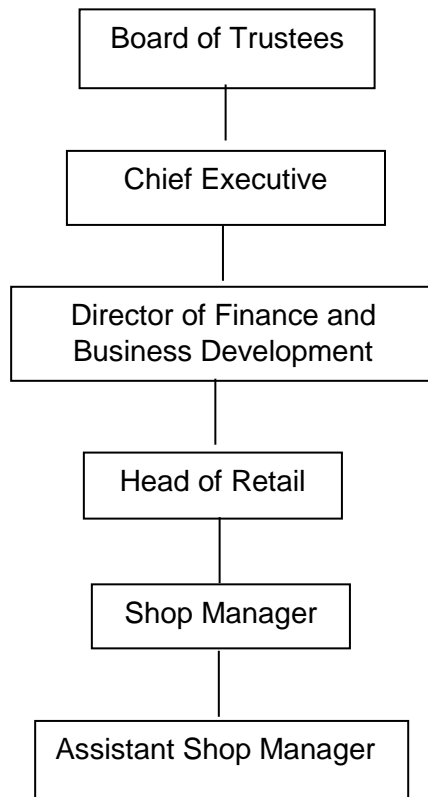 Board of Trustees
Chief Executive
Director of Finance and
Business Development
Head of Retail
Shop Manager
Assistant Shop Manager